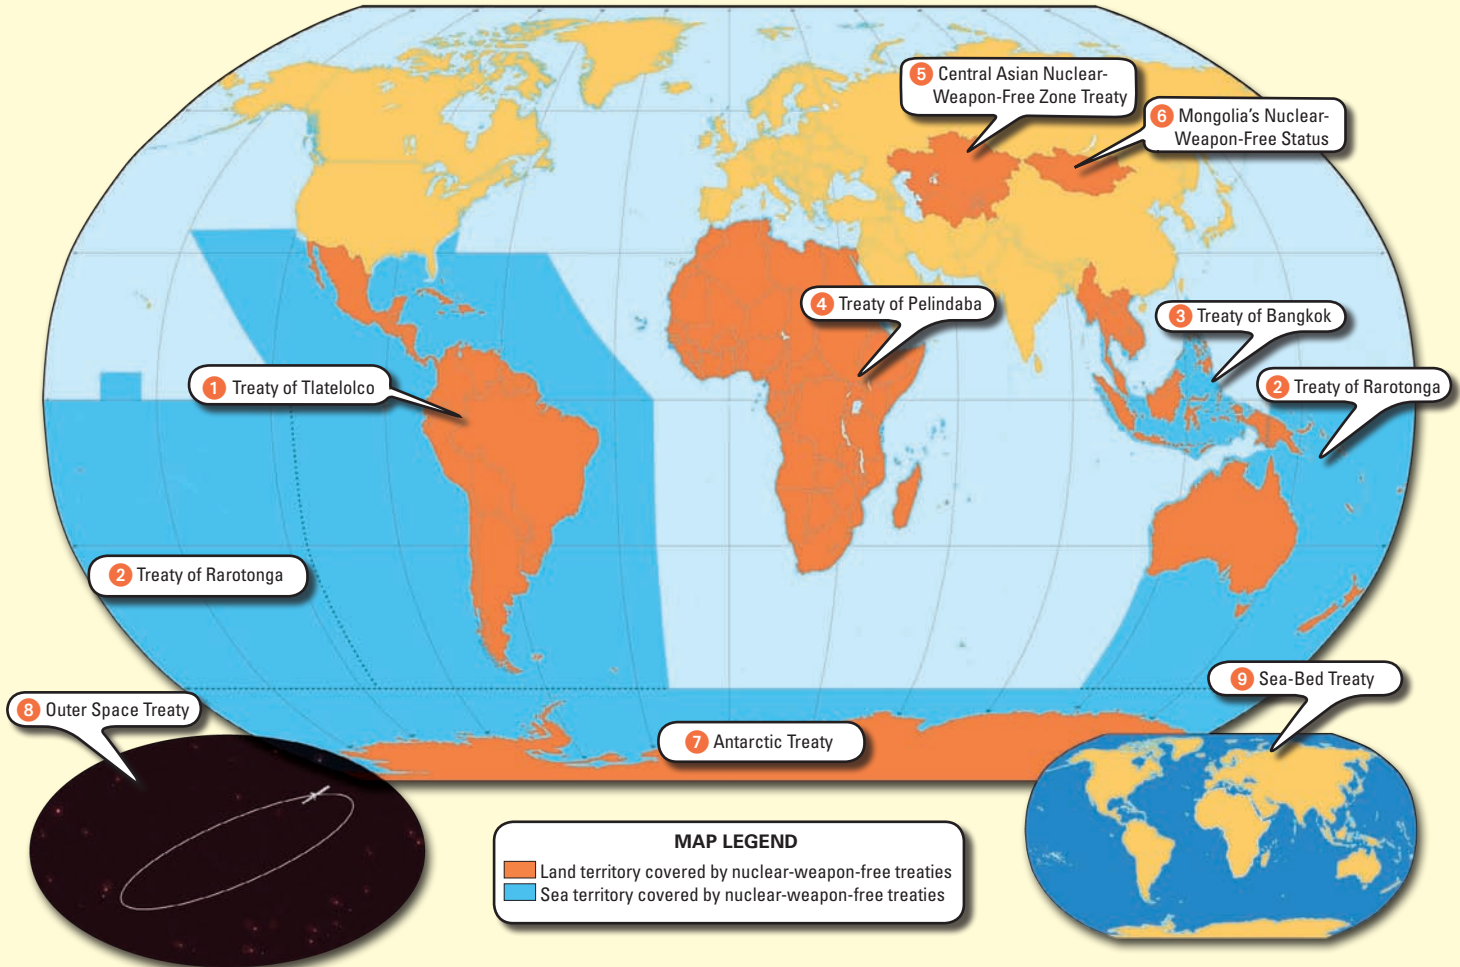 5 Central Asian Nuclear-
Weapon-Free Zone Treaty
6 Mongolia's Nuclear-
Weapon-Free Status
4 Treaty of Pelindaba
3 Treaty of Bangkok
1 Treaty of Tlatelolco
2 Treaty of Rarotonga
2 Treaty of Rarotonga
9 Sea-Bed Treaty
8 Outer Space Treaty
7 Antarctic Treaty
MAP LEGEND
Land territory covered by nuclear-weapon-free treaties
Sea territory covered by nuclear-weapon-free treaties